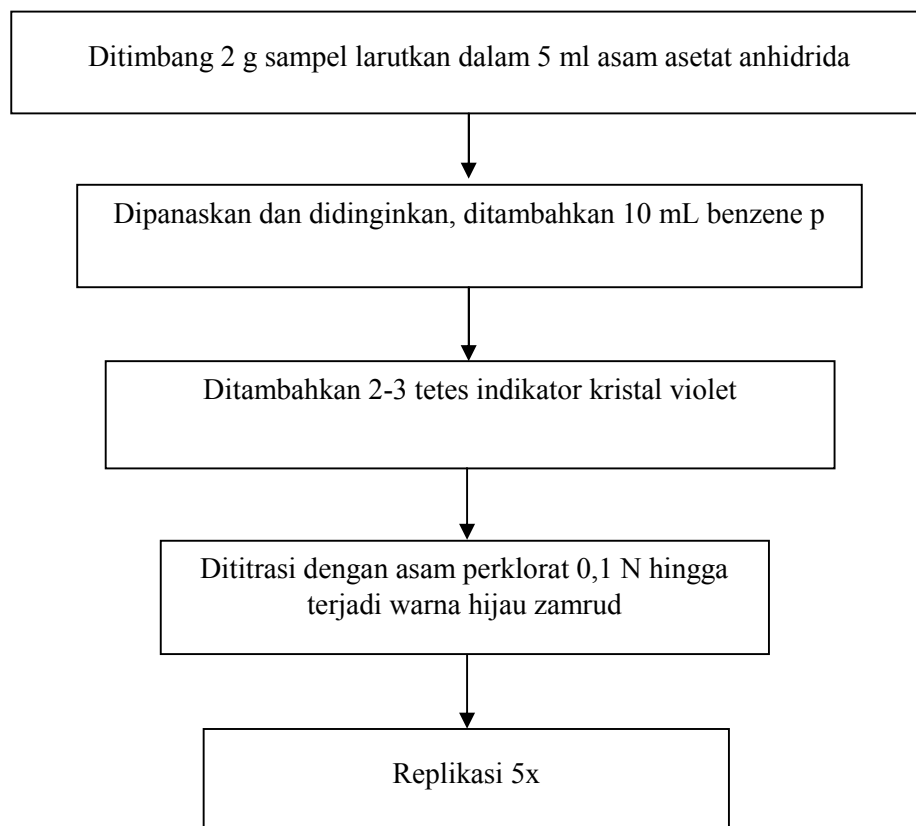 Ditimbang 2 g sampel larutkan dalam 5 ml asam asetat anhidrida
Dipanaskan dan didinginkan, ditambahkan 10 mL benzene p
Ditambahkan 2-3 tetes indikator kristal violet
Dititrasi dengan asam perklorat 0,1 N hingga
terjadi warna hijau zamrud
Replikasi 5x